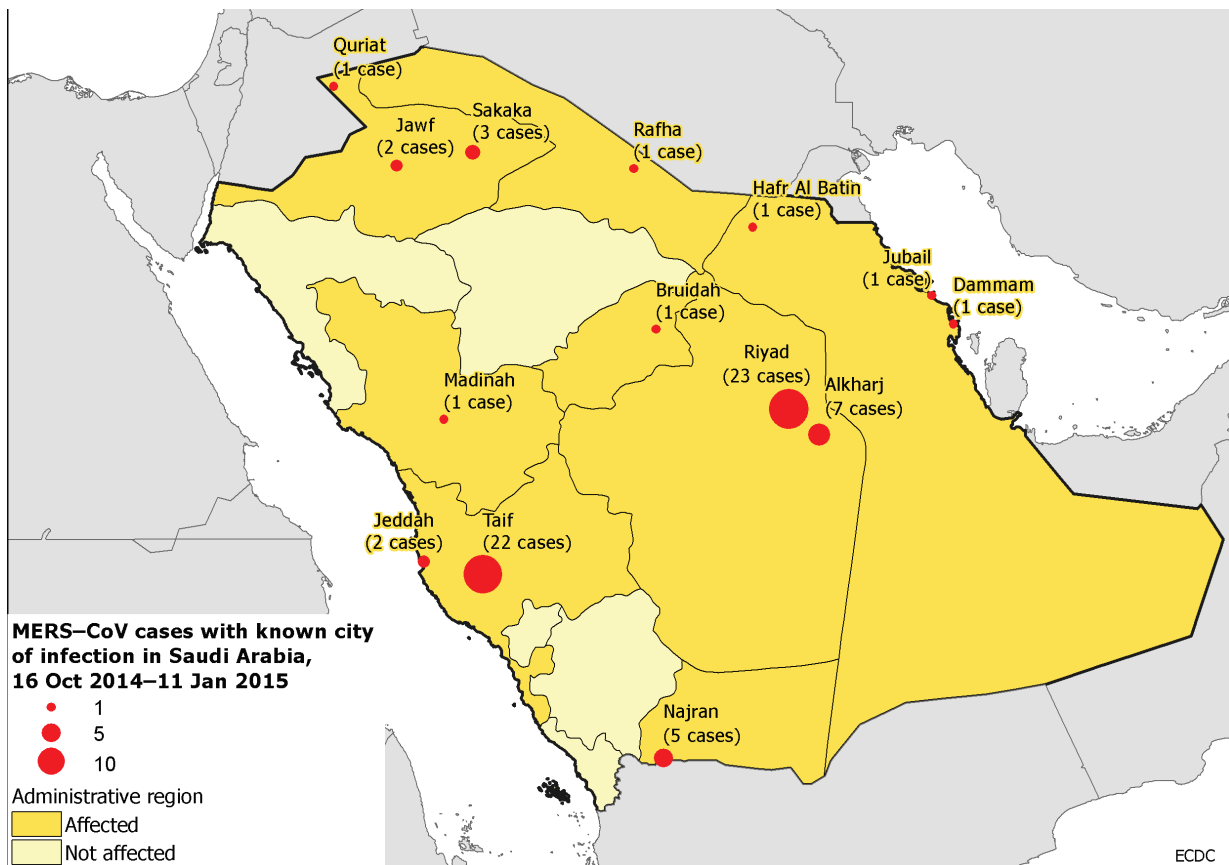 Quriat
(1 case)
Jawf
(2 cases)
Sakaka
(3 cases)
Rafha
(1 case)
Hafr Al Batin
(1 case)
Jubail
(1 case)
Dammam
(1 case)
Bruidah
(1 case)
Riyad
(23 cases)
Alkharj
(7 cases)
Madinah
(1 case)
Jeddah
(2 cases)
Taif
(22 cases)
Najran
(5 cases)
MERS–CoV cases with known city
of infection in Saudi Arabia,
16 Oct 2014–11 Jan 2015
1
5
10
Administrative region
Affected
Not affected
ECDC